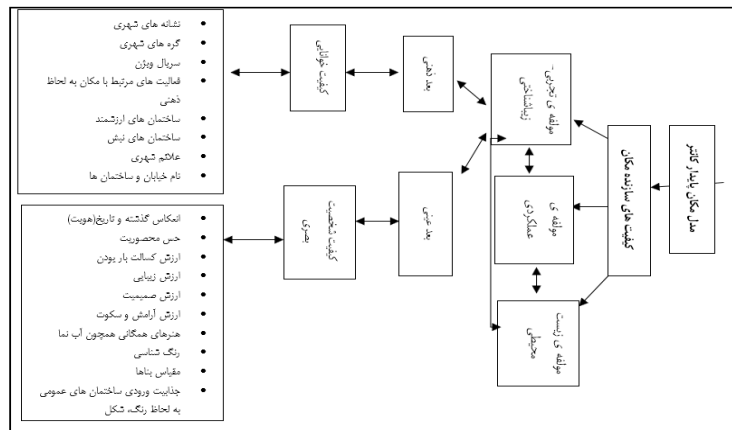 مدل مکان پایدار کانتر
کیفیت های سازنده مکان
مولفه ی تجربی-
زیباشناختی
مولفه ی
عملکردی
مولفه ی زیست
محیطی
بعد ذهنی
بعد عینی
کیفیت خوانایی
کیفیت شخصیت
بصری
نشانه های شهری
گره های شهری
سریال ویژن
فعالیت های مرتبط با مکان به لحاظ
ذهنی
ساختمان های ارزشمند
ساختمان های نبش
علائم شهری
نام خیابان و ساختمان ها
انعکاس گذشته و تاریخ(هویت)
حس محصوریت
ارزش کسالت بار بودن
ارزش زیبایی
ارزش صمیمیت
ارزش آرامش و سکوت
هنرهای همگانی همچون آب نما
رنگ شناسی
مقیاس بناها
جذابیت ورودی ساختمان های عمومی
به لحاظ رنگ، شکل